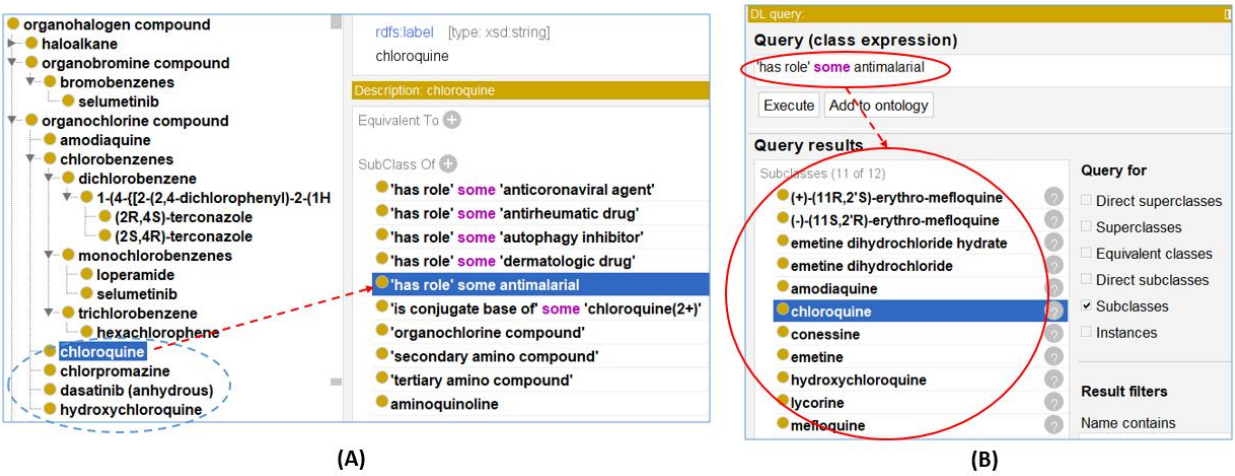 organohalogen compound
haloalkane
organobromine compound
bromobenzenes
selumetinib
organochlorine compound
amodiaquine
chlorobenzenes
dichlorobenzene
1-(4-{[2-(2,4-dichlorophenyl)-2-(1H
(2R,4S)-terconazole
(2S,4R)-terconazole
monochlorobenzenes
loperamide
selumetinib
trichlorobenzene
hexachlorophene
chloroquine
chlorpromazine
dasatinib (anhydrous)
hydroxychloroquine
rdfs:label [type: xsd:string]
chloroquine
Description: chloroquine
Equivalent To
SubClass Of
'has role' some 'anticoronaviral agent'
'has role' some 'antirheumatic drug'
'has role' some 'autophagy inhibitor'
'has role' some 'dermatologic drug'
'has role' some antimalarial
'is conjugate base of' some 'chloroquine(2+)'
'organochlorine compound'
'secondary amino compound'
'tertiary amino compound'
aminoquinoline
(A)
DL query:
Query (class expression)
'has role' some antimalarial
Execute Add to ontology
Query results
Subclasses (11 of 12)
(+)-(11R,2'S)-erythro-mefloquine
(-)-(11S,2'R)-erythro-mefloquine
emetine dihydrochloride hydrate
emetine dihydrochloride
amodiaquine
chloroquine
conessine
emetine
hydroxychloroquine
lycorine
mefloquine
Query for
Direct superclasses
Superclasses
Equivalent classes
Direct subclasses
Subclasses
Instances
Result filters
Name contains
(B)